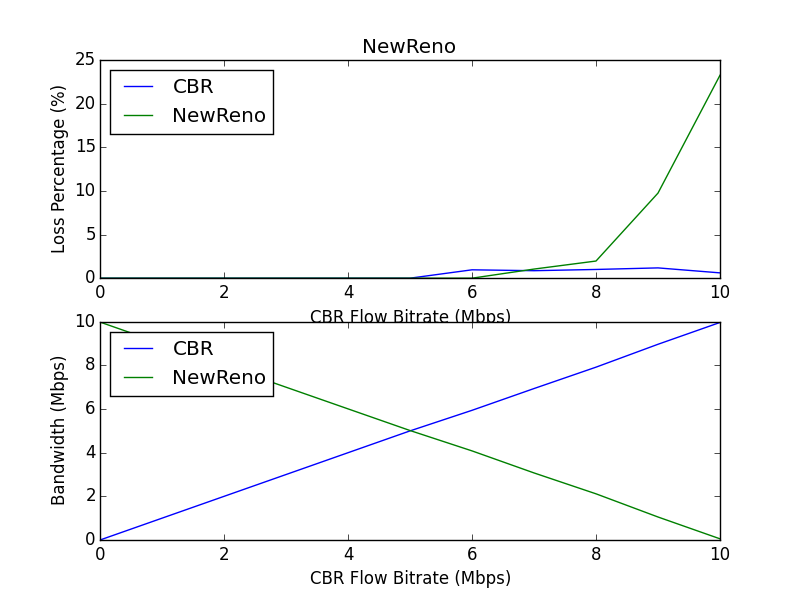 NewReno
25
20
15
10
5
0
Loss Percentage (%)
CBR
NewReno
0 2 4 6 8 10
CBR Flow Bitrate (Mbps)
10
8
6
4
2
0
Bandwidth (Mbps)
CBR
NewReno
0 2 4 6 8 10
CBR Flow Bitrate (Mbps)